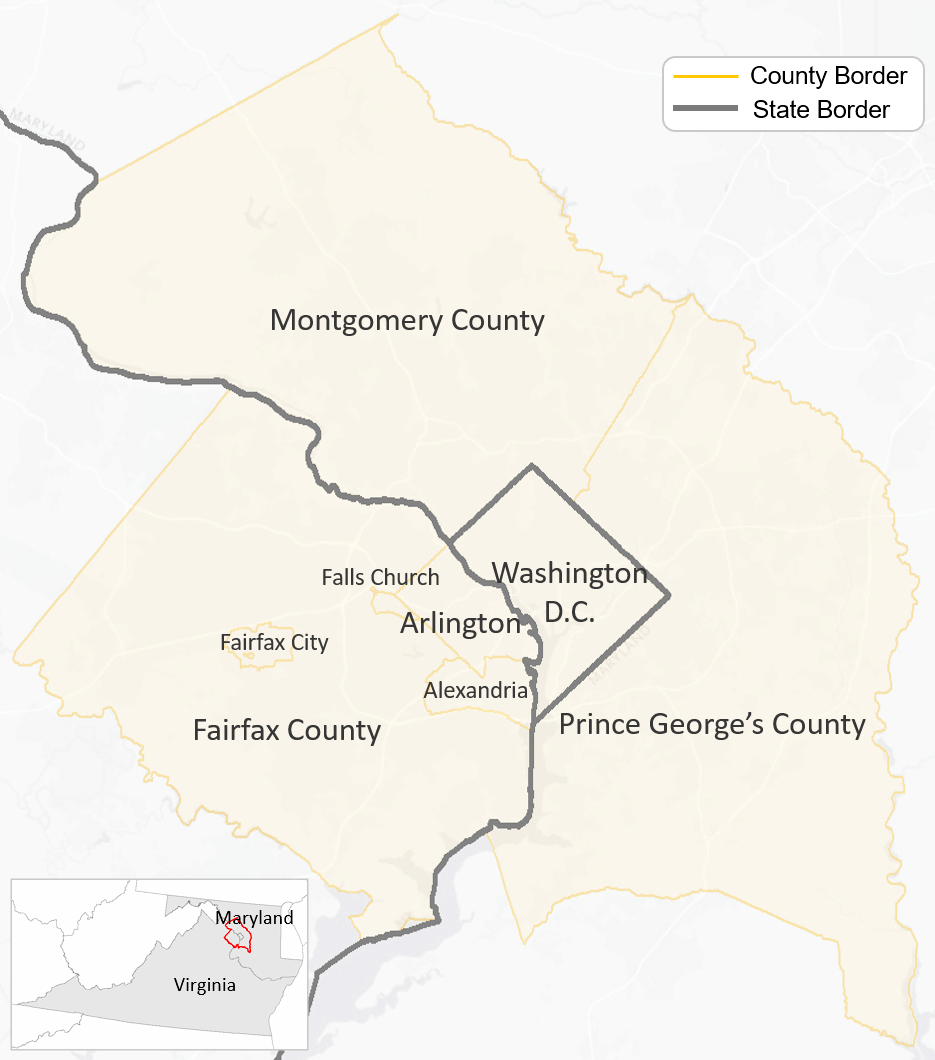 County Border
State Border
MARYLAND
Montgomery County
Falls Church
Washington
D.C.
Arlington
Fairfax City
MARYLAND
Alexandria
Fairfax County
Prince George’s County
Maryland
Virginia